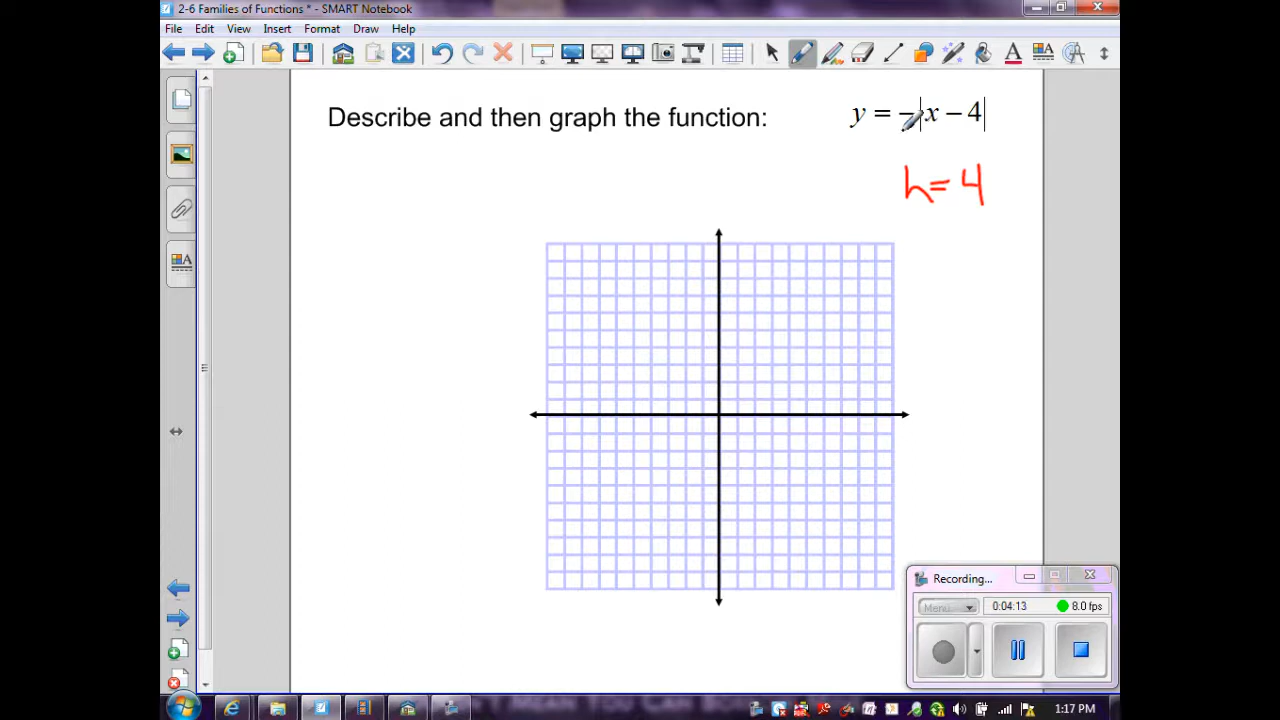 2-6 Families of Functions * - SMART Notebook
File Edit View Insert Format Draw Help
Describe and then graph the function: y = -|x - 4|
h = 4
Recording...
Menu 0:04:13 8.0 fps
1:17 PM